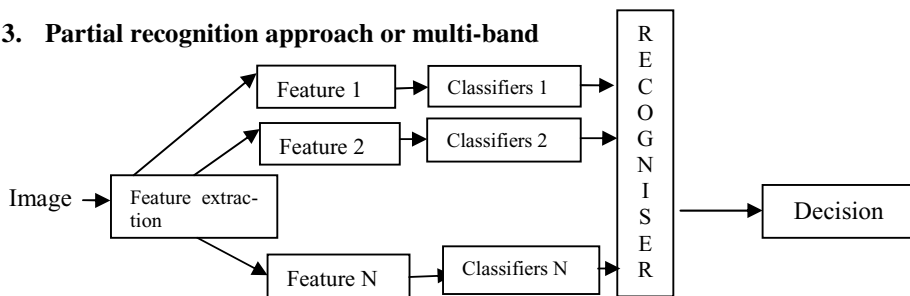 3. Partial recognition approach or multi-band
Feature 1
Classifiers 1
Feature 2
Classifiers 2
Image
Feature extrac-
tion
Feature N
Classifiers N
R
E
C
O
G
N
I
S
E
R
Decision